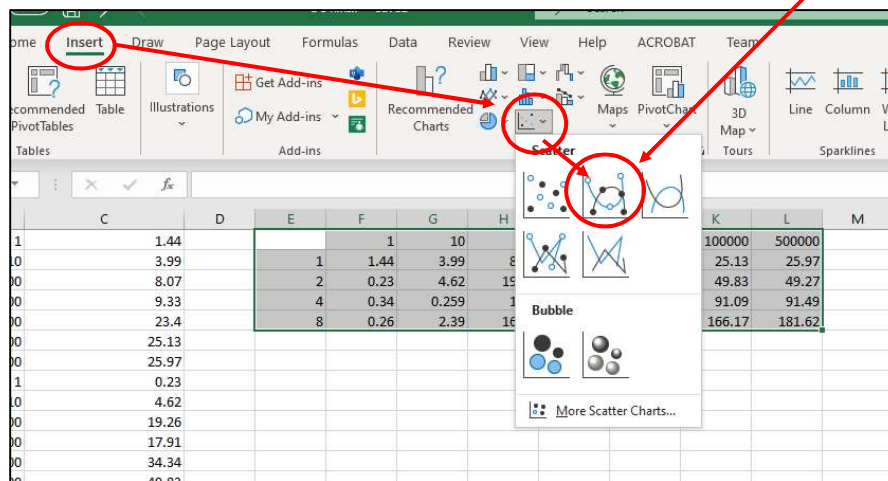 ome Insert Draw Page Layout Formulas Data Review View Help ACROBAT Team
ecommended PivotTables
Table
Illustrations
Get Add-ins
My Add-ins
Recommended Charts
Maps
PivotChart
3D Map
Line
Column
Tables Add-ins Tours Sparklines
fx
C D E F G H K L M
1 1.44 1 10 100000 500000
10 3.99 1 1.44 3.99 8 25.13 25.97
00 8.07 2 0.23 4.62 19 49.83 49.27
00 9.33 4 0.34 0.259 1 91.09 91.49
00 23.4 8 0.26 2.39 16 166.17 181.62
00 25.13
00 25.97
1 0.23
10 4.62
00 19.26
00 17.91
00 34.34
Scatter
Bubble
More Scatter Charts...